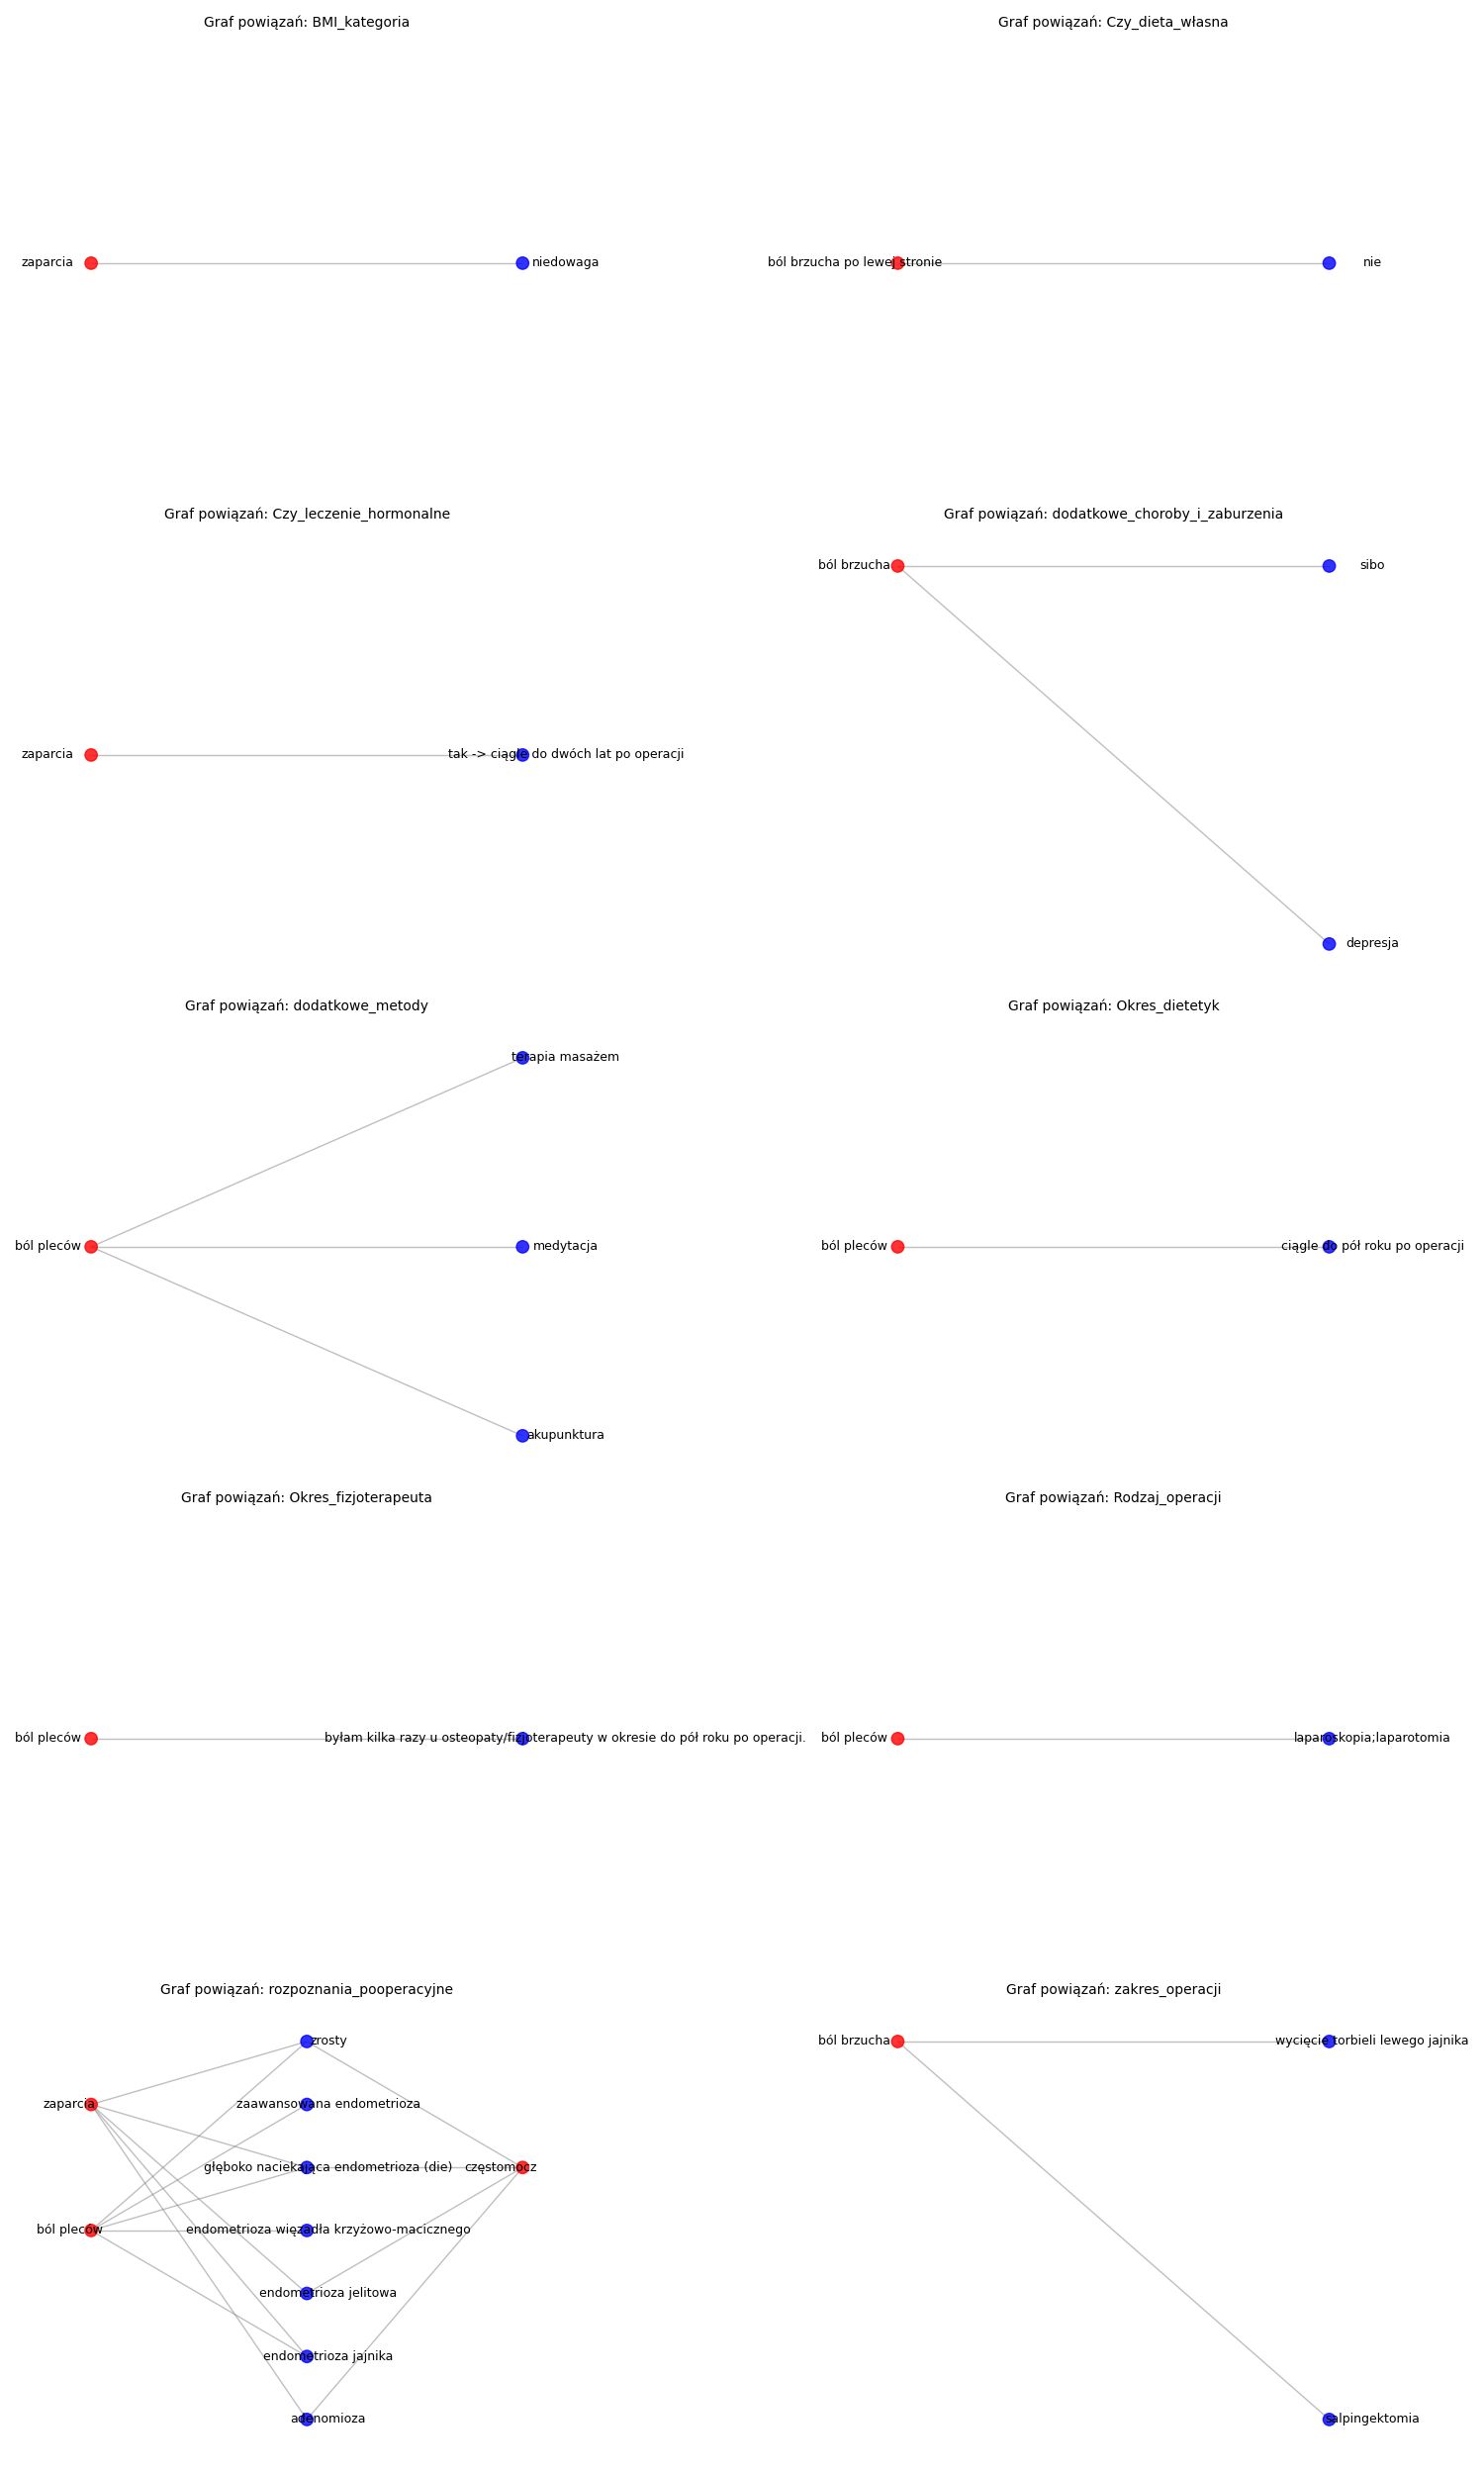 Graf powiązań: BMI_kategoria
Graf powiązań: Czy_dieta_własna
zaparcia
niedowaga
ból brzucha po lewej stronie
nie
Graf powiązań: Czy_leczenie_hormonalne
Graf powiązań: dodatkowe_choroby_i_zaburzenia
ból brzucha
sibo
zaparcia
tak -> ciągle do dwóch lat po operacji
depresja
Graf powiązań: dodatkowe_metody
Graf powiązań: Okres_dietetyk
terapia masażem
ból pleców
medytacja
ból pleców
ciągle do pół roku po operacji
akupunktura
Graf powiązań: Okres_fizjoterapeuta
Graf powiązań: Rodzaj_operacji
ból pleców
byłam kilka razy u osteopaty/fizjoterapeuty w okresie do pół roku po operacji.
ból pleców
laparoskopia;laparotomia
Graf powiązań: rozpoznania_pooperacyjne
Graf powiązań: zakres_operacji
zrosty
ból brzucha
wycięcie torbieli lewego jajnika
zaparcia
zaawansowana endometrioza
głęboko naciekająca endometrioza (die)
częstomocz
ból pleców
endometrioza więzadła krzyżowo-macicznego
endometrioza jelitowa
endometrioza jajnika
adenomioza
salpingektomia